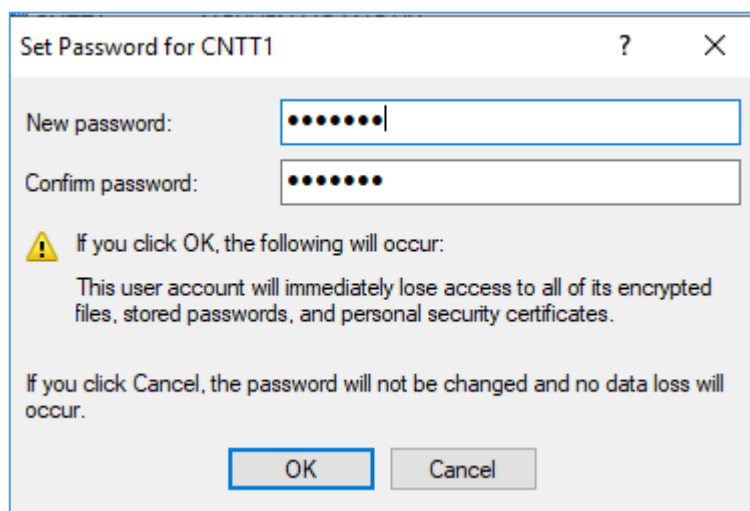 Set Password for CNTT1 ?
New password: •••••••
Confirm password: •••••••
If you click OK, the following will occur:
This user account will immediately lose access to all of its encrypted
files, stored passwords, and personal security certificates.
If you click Cancel, the password will not be changed and no data loss will
occur.
OK Cancel